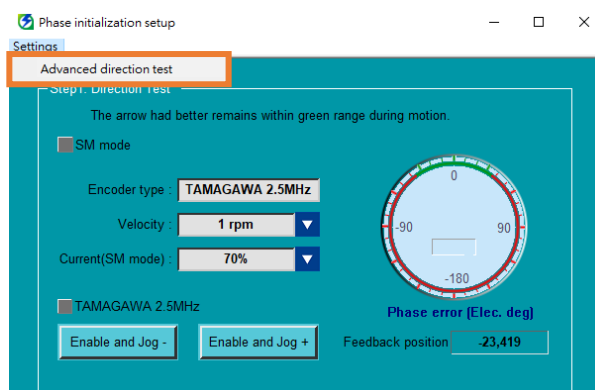 Phase initialization setup
Settings
Advanced direction test
Step1. Direction Test
The arrow had better remains within green range during motion.
SM mode
Encoder type : TAMAGAWA 2.5MHz
Velocity : 1 rpm
Current(SM mode) : 70%
0
-90 90
-180
TAMAGAWA 2.5MHz
Phase error (Elec. deg)
Enable and Jog - Enable and Jog + Feedback position -23,419